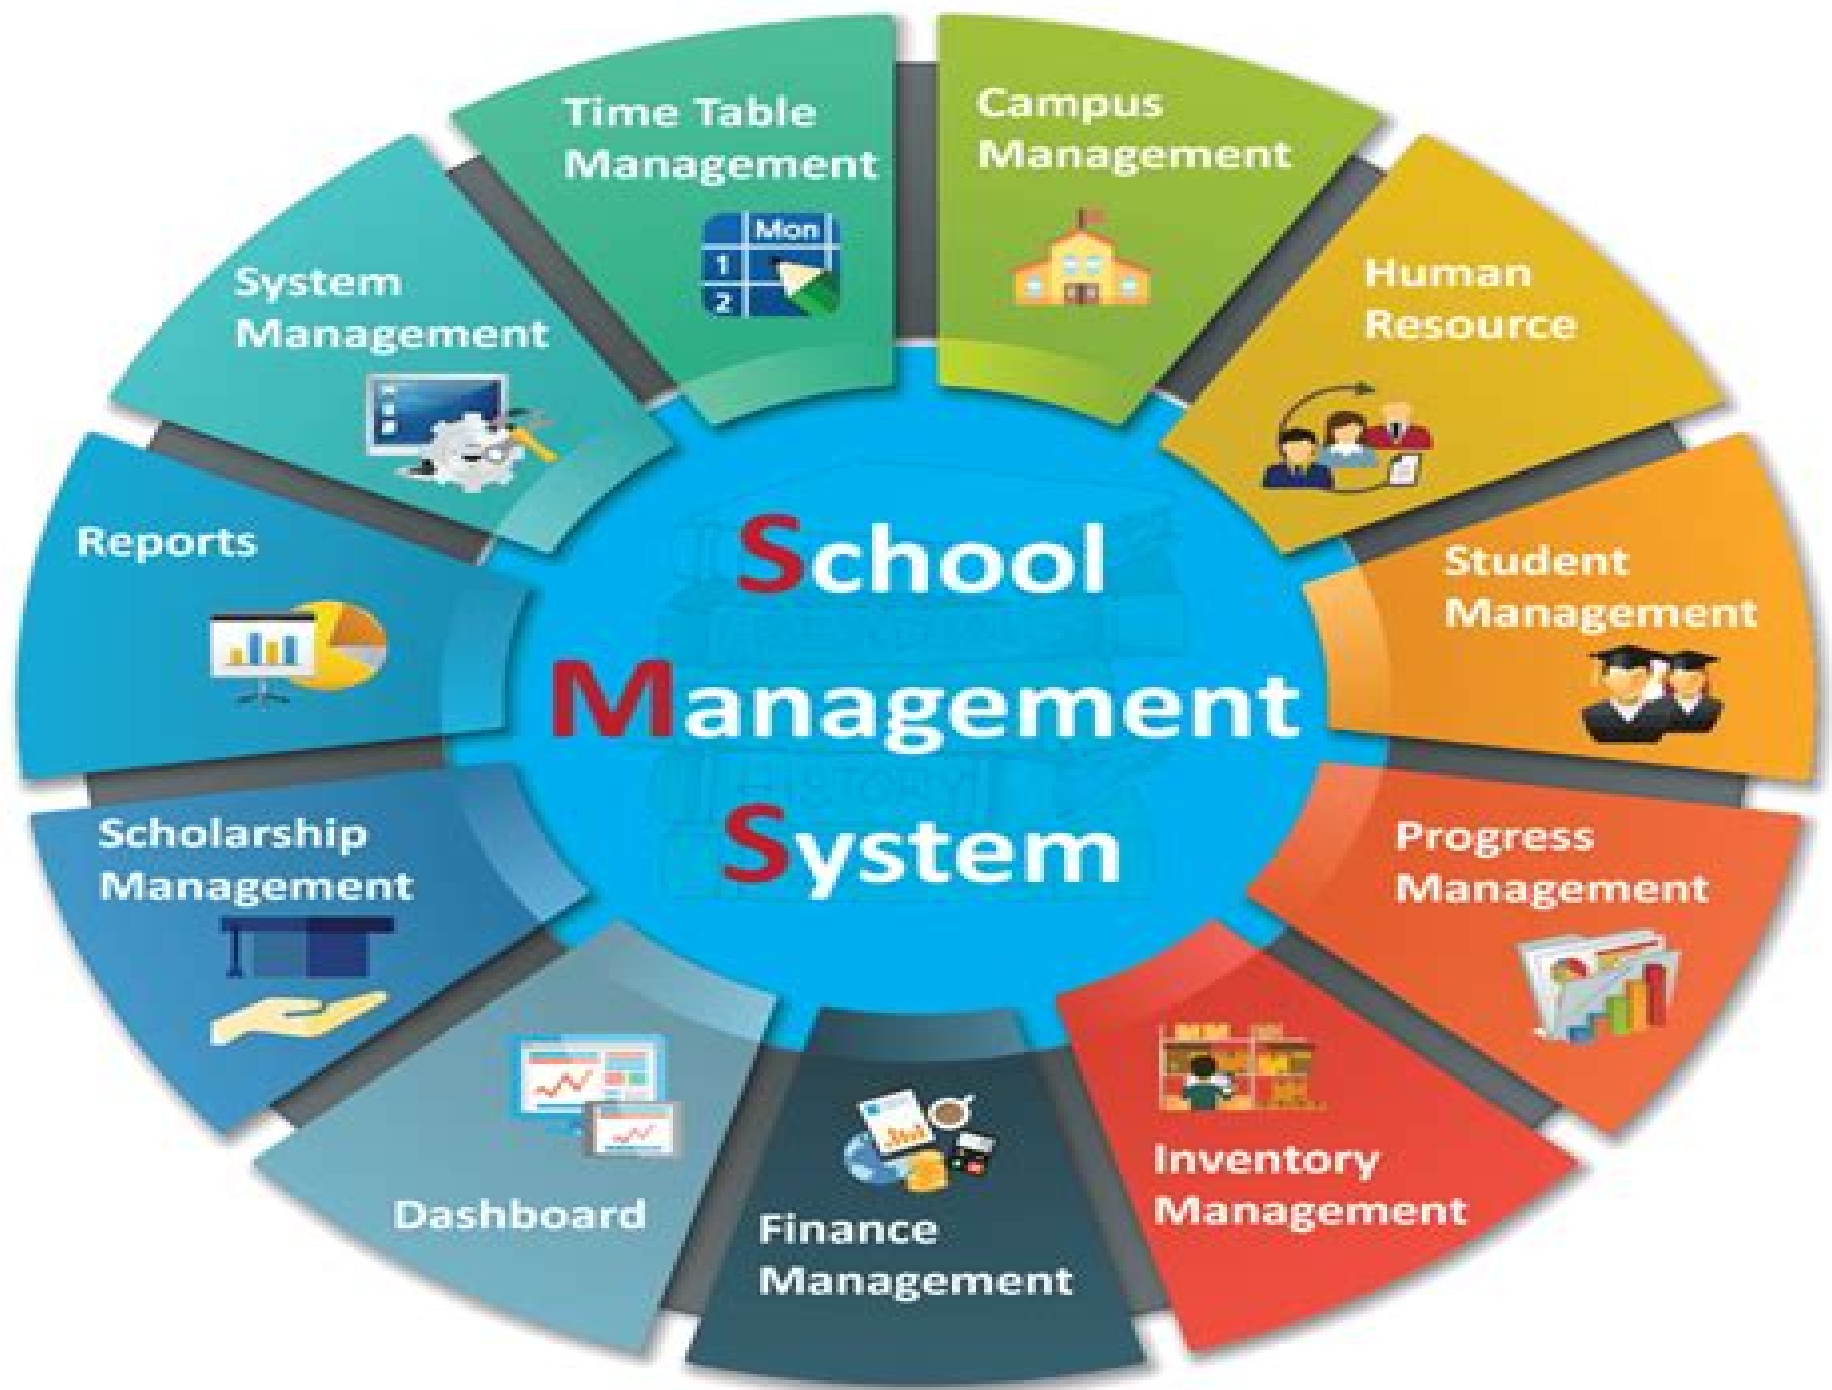 School
Management
System
Campus
Management
Human
Resource
Student
Management
Progress
Management
Inventory
Management
Finance
Management
Dashboard
Scholarship
Management
Reports
System
Management
Time Table
Management
Mon
1
2
HISTORY